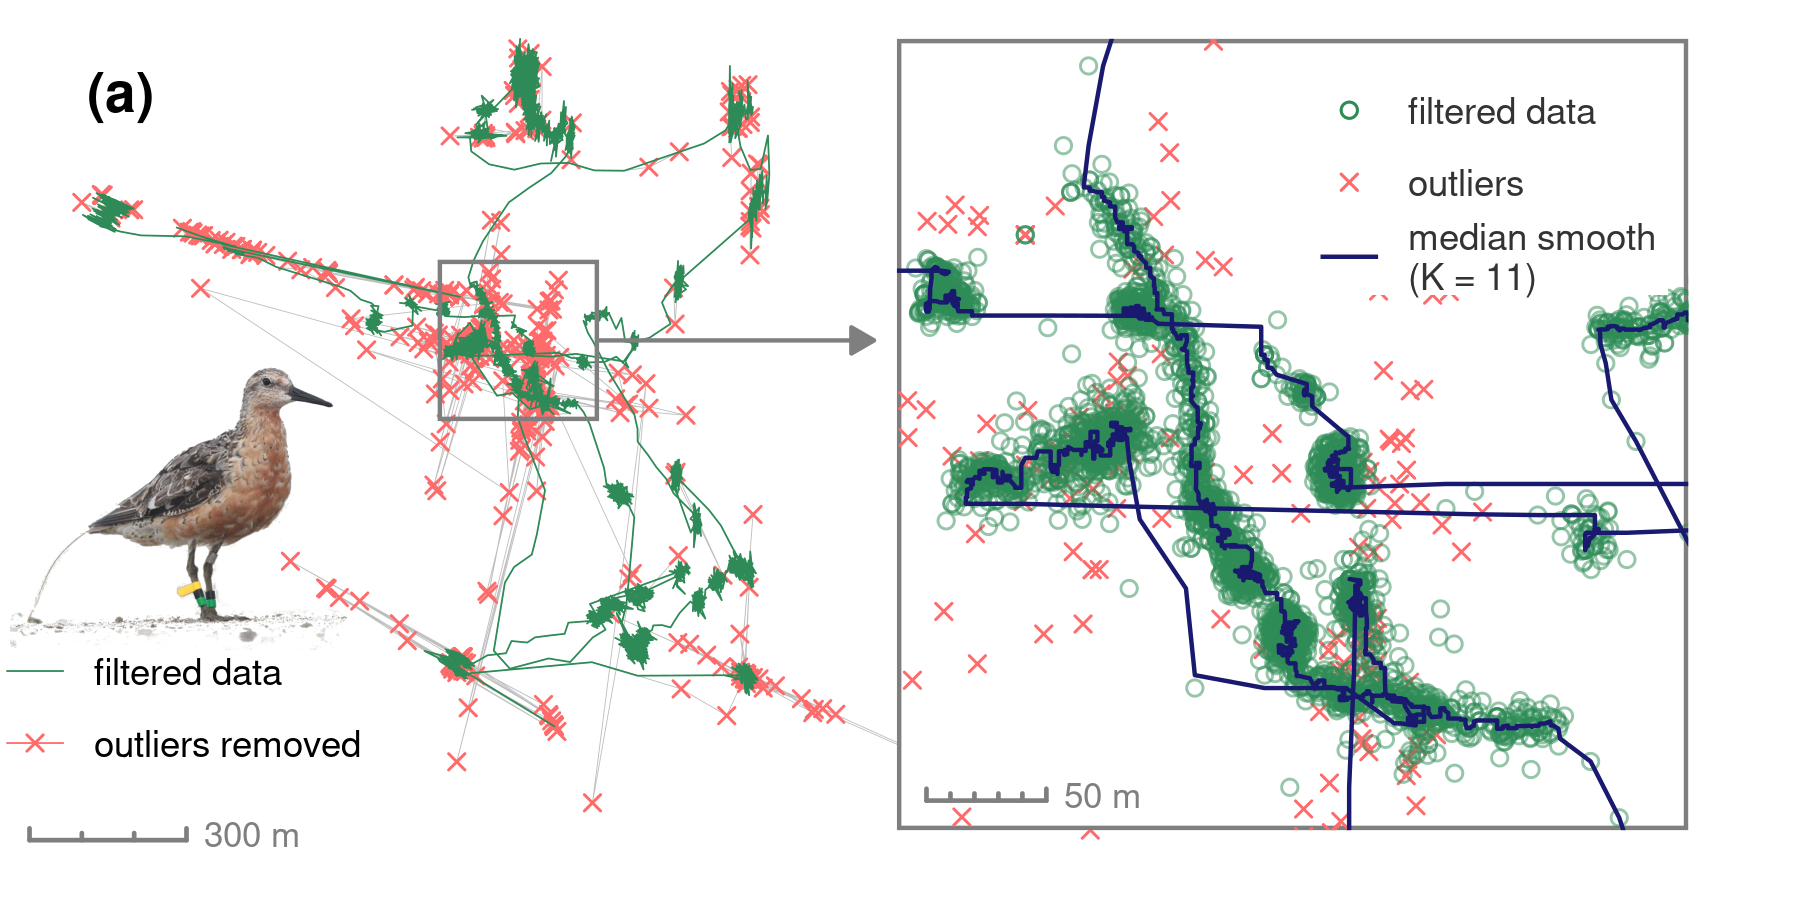 (a)
filtered data
outliers removed
300 m
filtered data
outliers
median smooth
(K = 11)
50 m